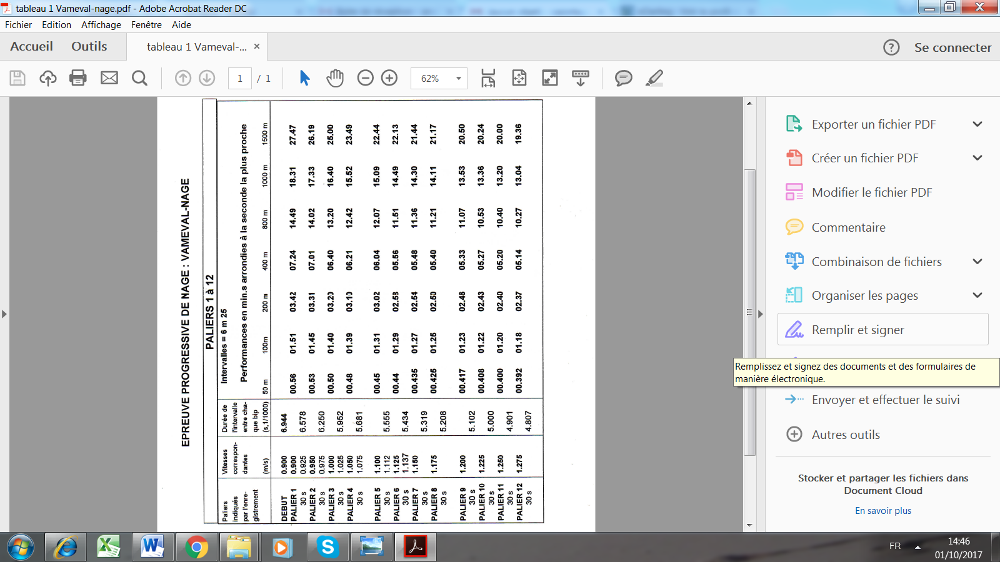 tableau 1 Vameval-nage.pdf - Adobe Acrobat Reader DC
Fichier Edition Affichage Fenêtre Aide
Accueil Outils tableau 1 Vameval-... × Se connecter
1 / 1 62%
EPREUVE PROGRESSIVE DE NAGE : VAMEVAL-NAGE
PALIERS 1 à 12
Intervalles = 6 m 25
Performances en min.s arrondies à la seconde la plus proche
Paliers indiqués par l'enre-gistrement
Vitesses correspon-dantes (m/s)
Durée de l'intervalle entre cha-que bip (s,1/1000)
50 m 100m 200 m 400 m 800 m 1000 m 1500 m
DEBUT 0.900 6.944
PALIER 1 0.900 00.56 01.51 03.42 07.24 14.49 18.31 27.47
30 s 0.925 6.578
PALIER 2 0.950 00.53 01.45 03.31 07.01 14.02 17.33 26.19
30 s 0.975 6.250
PALIER 3 1.000 00.50 01.40 03.20 06.40 13.20 16.40 25.00
30 s 1.025 5.952
PALIER 4 1.050 00.48 01.39 03.10 06.21 12.42 15.52 23.49
30 s 1.075 5.681
PALIER 5 1.100 00.45 01.31 03.02 06.04 12.07 15.09 22.44
30 s 1.112 5.555
PALIER 6 1.125 00.44 01.29 02.58 05.56 11.51 14.49 22.13
30 s 1.137 5.434
PALIER 7 1.150 00.435 01.27 02.54 05.48 11.36 14.30 21.44
30 s 5.319
PALIER 8 1.175 00.425 01.25 02.50 05.40 11.21 14.11 21.17
30 s 5.208
PALIER 9 1.200 00.417 01.23 02.46 05.33 11.07 13.53 20.50
30 s 5.102
PALIER 10 1.225 00.408 01.22 02.43 05.27 10.53 13.36 20.24
30 s 5.000
PALIER 11 1.250 00.400 01.20 02.40 05.20 10.40 13.20 20.00
30 s 4.901
PALIER 12 1.275 00.392 01.18 02.37 05.14 10.27 13.04 19.36
30 s 4.807
Exporter un fichier PDF
Créer un fichier PDF
Modifier le fichier PDF
Commentaire
Combinaison de fichiers
Organiser les pages
Remplir et signer
Remplissez et signez des documents et des formulaires de
manière électronique.
Envoyer et effectuer le suivi
Autres outils
Stocker et partager les fichiers dans
Document Cloud
En savoir plus
FR
14:46
01/10/2017